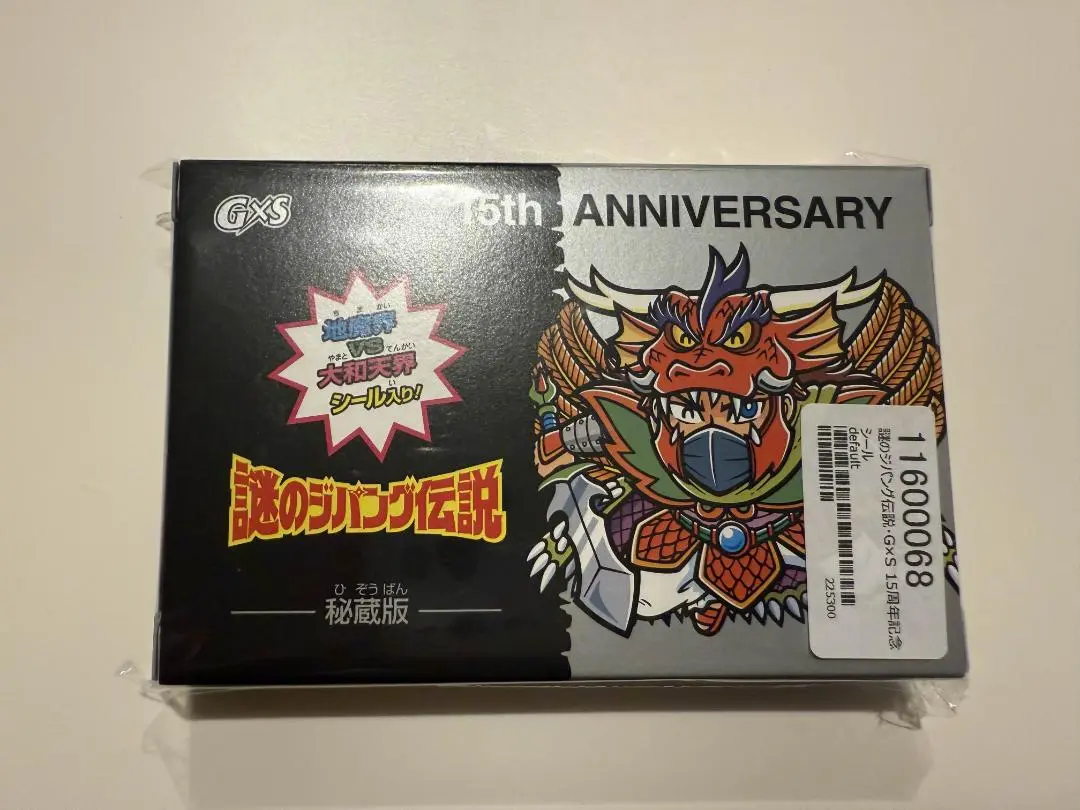 G×S
15th ANNIVERSARY
ちまかい
地魔界
VS
やまと てんかい
大和天界
い
シール入り!
謎のジパング伝説
ひ ぞうばん
秘蔵版
11600068
謎のジパング伝説・G×S 15周年記念
シール
default
225300